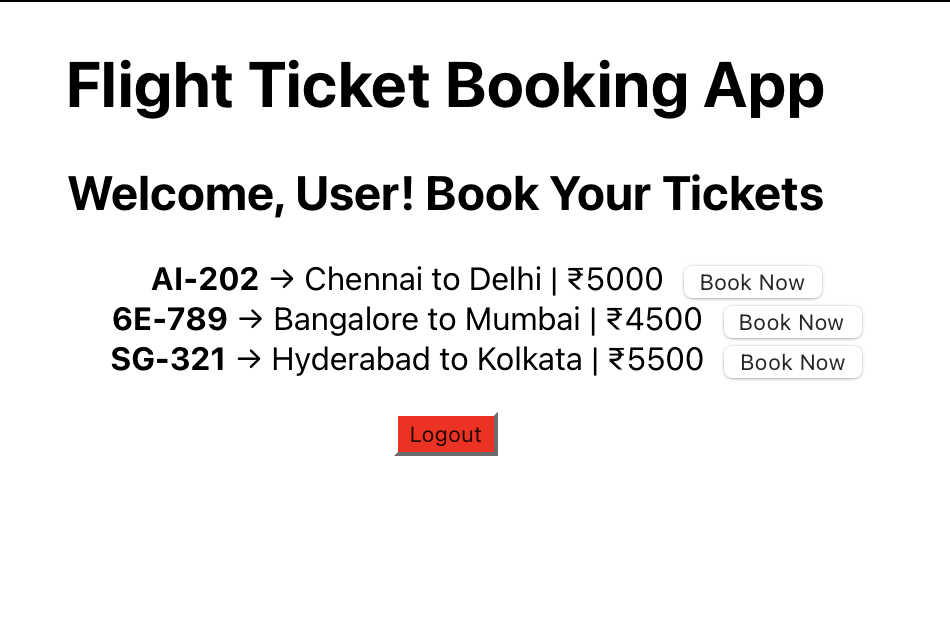 Flight Ticket Booking App
Welcome, User! Book Your Tickets
AI-202 → Chennai to Delhi | ₹5000 Book Now
6E-789 → Bangalore to Mumbai | ₹4500 Book Now
SG-321 → Hyderabad to Kolkata | ₹5500 Book Now
Logout